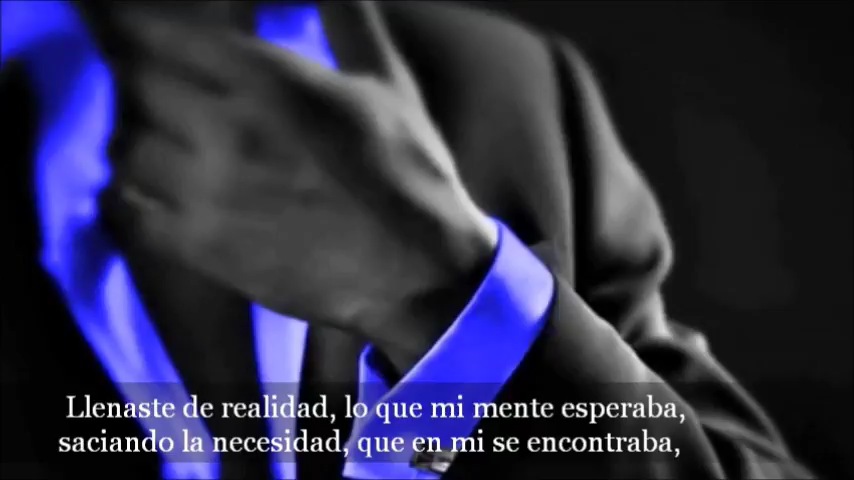 Llenaste de realidad, lo que mi mente esperaba,
saciando la necesidad, que en mi se encontraba,